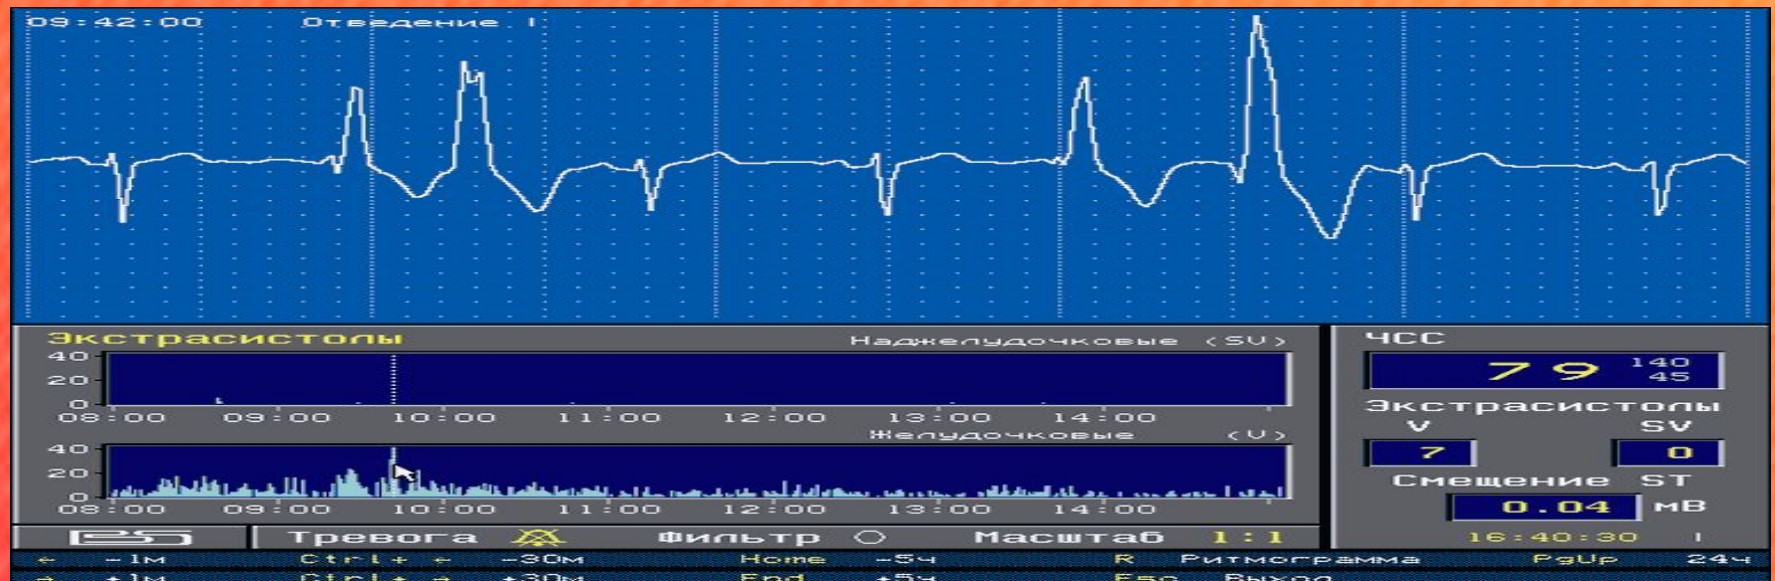 09:42:00 Отведение I
Экстрасистолы Наджелудочковые (SV)
40
20
0
08:00 09:00 10:00 11:00 12:00 13:00 14:00
Желудочковые (V)
40
20
0
08:00 09:00 10:00 11:00 12:00 13:00 14:00
ЧСС
79 140
45
Экстрасистолы
V SV
7 0
Смещение ST
0.04 мВ
Тревога Фильтр Масштаб 1:1
16:40:30 I
← -1м Ctrl+ ← -30м Home -5ч R Ритмограмма PgUp 24ч
→ +1м Ctrl+ → +30м End +5ч Esc Выход